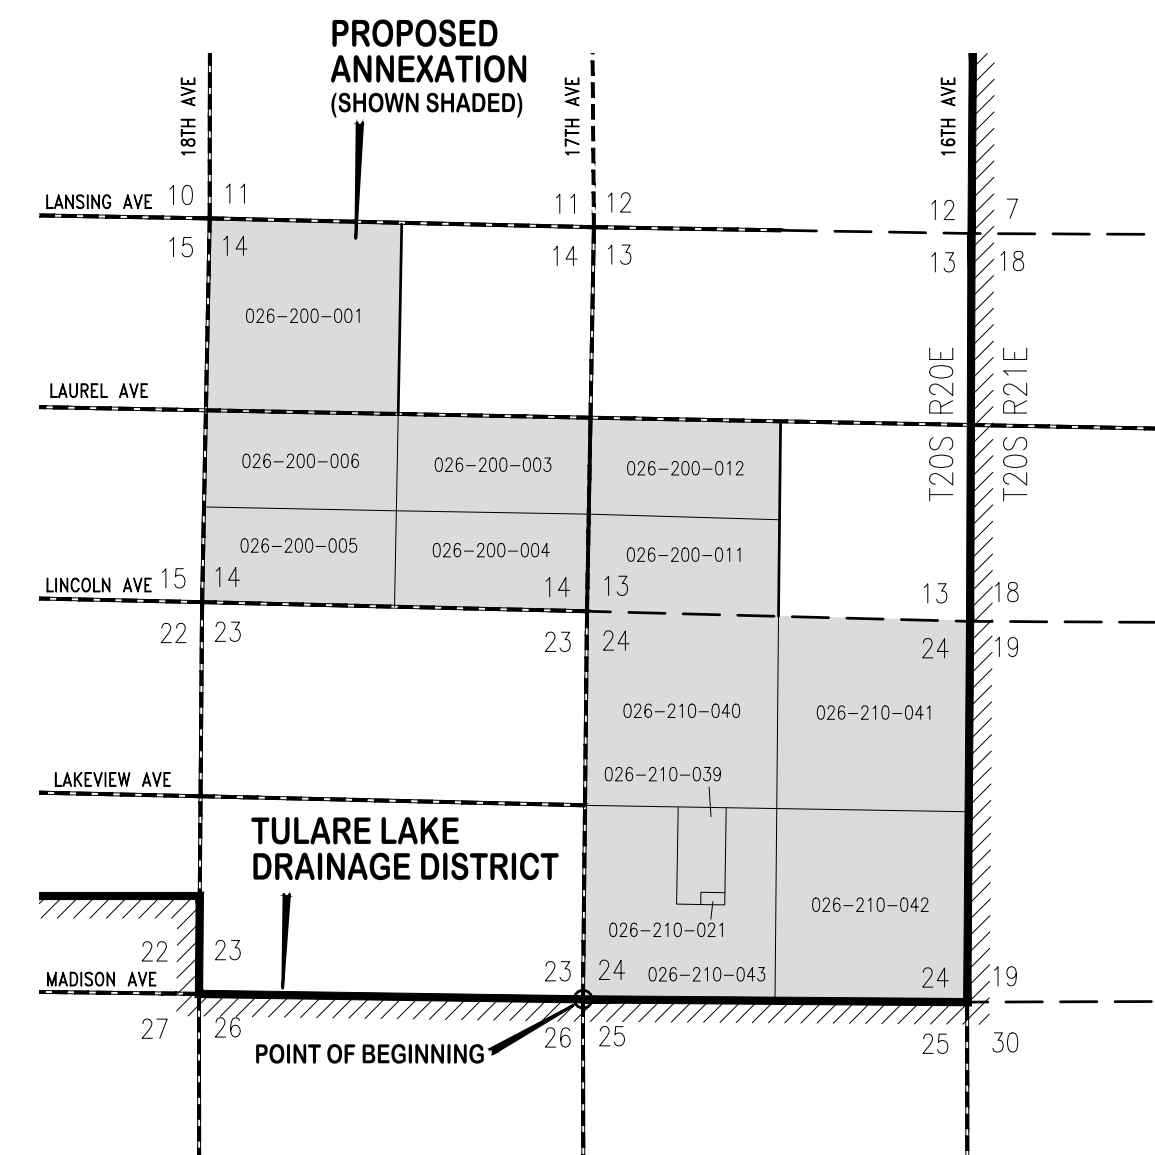 PROPOSED
ANNEXATION
(SHOWN SHADED)
18TH AVE
17TH AVE
16TH AVE
LANSING AVE
10 11
11 12
12 7
15 14
14 13
13 18
026-200-001
T20S R20E
T20S R21E
LAUREL AVE
026-200-006
026-200-003
026-200-012
026-200-005
026-200-004
026-200-011
LINCOLN AVE
15 14
14 13
13 18
22 23
23 24
24 19
026-210-040
026-210-041
026-210-039
LAKEVIEW AVE
TULARE LAKE
DRAINAGE DISTRICT
026-210-042
026-210-021
026-210-043
22 23
23 24
24 19
MADISON AVE
27 26
26 25
25 30
POINT OF BEGINNING